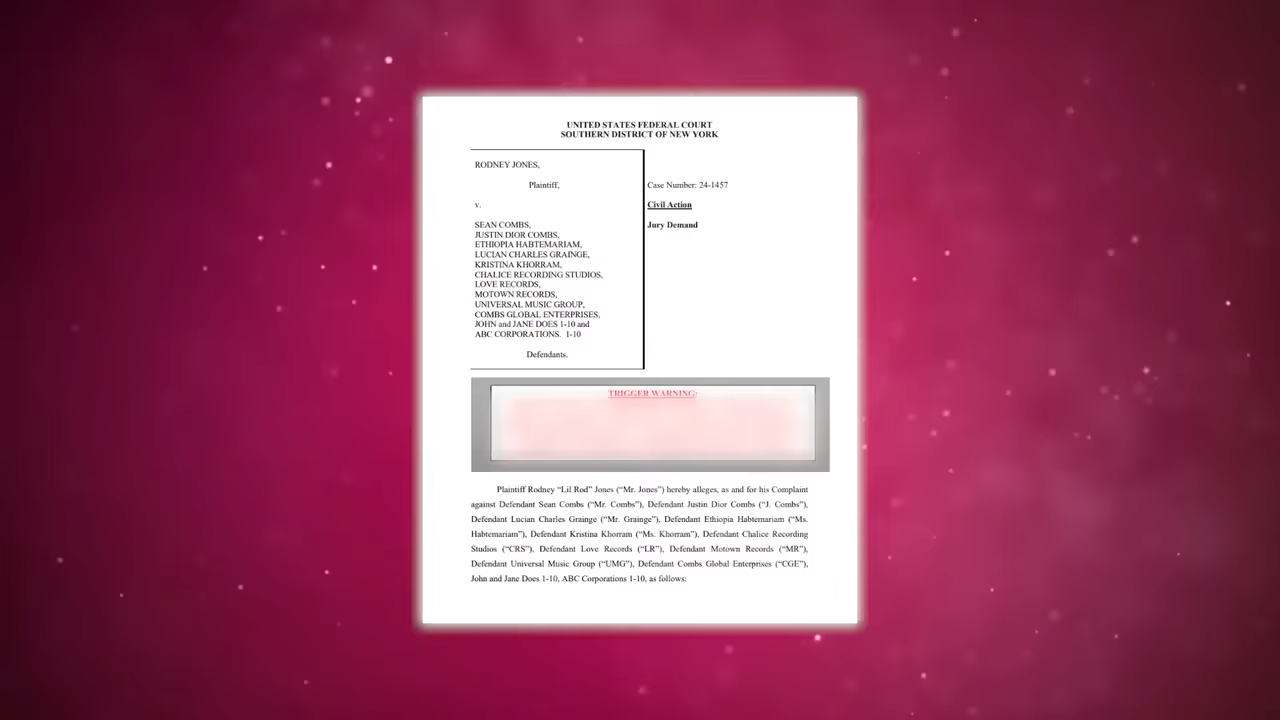 UNITED STATES FEDERAL COURT
SOUTHERN DISTRICT OF NEW YORK
RODNEY JONES,
Plaintiff,
v.
SEAN COMBS,
JUSTIN DIOR COMBS,
ETHIOPIA HABTEMARIAM,
LUCIAN CHARLES GRAINGE,
KRISTINA KHORRAM,
CHALICE RECORDING STUDIOS,
LOVE RECORDS,
MOTOWN RECORDS,
UNIVERSAL MUSIC GROUP,
COMBS GLOBAL ENTERPRISES,
JOHN and JANE DOES 1-10 and
ABC CORPORATIONS. 1-10
Defendants.
Case Number: 24-1457
Civil Action
Jury Demand
TRIGGER WARNING:
Plaintiff Rodney “Lil Rod” Jones (“Mr. Jones”) hereby alleges, as and for his Complaint
against Defendant Sean Combs (“Mr. Combs”), Defendant Justin Dior Combs (“J. Combs”),
Defendant Lucian Charles Grainge (“Mr. Grainge”), Defendant Ethiopia Habtemariam (“Ms.
Habtemariam”), Defendant Kristina Khorram (“Ms. Khorram”), Defendant Chalice Recording
Studios (“CRS”), Defendant Love Records (“LR”), Defendant Motown Records (“MR”),
Defendant Universal Music Group (“UMG”), Defendant Combs Global Enterprises (“CGE”),
John and Jane Does 1-10, ABC Corporations 1-10, as follows: